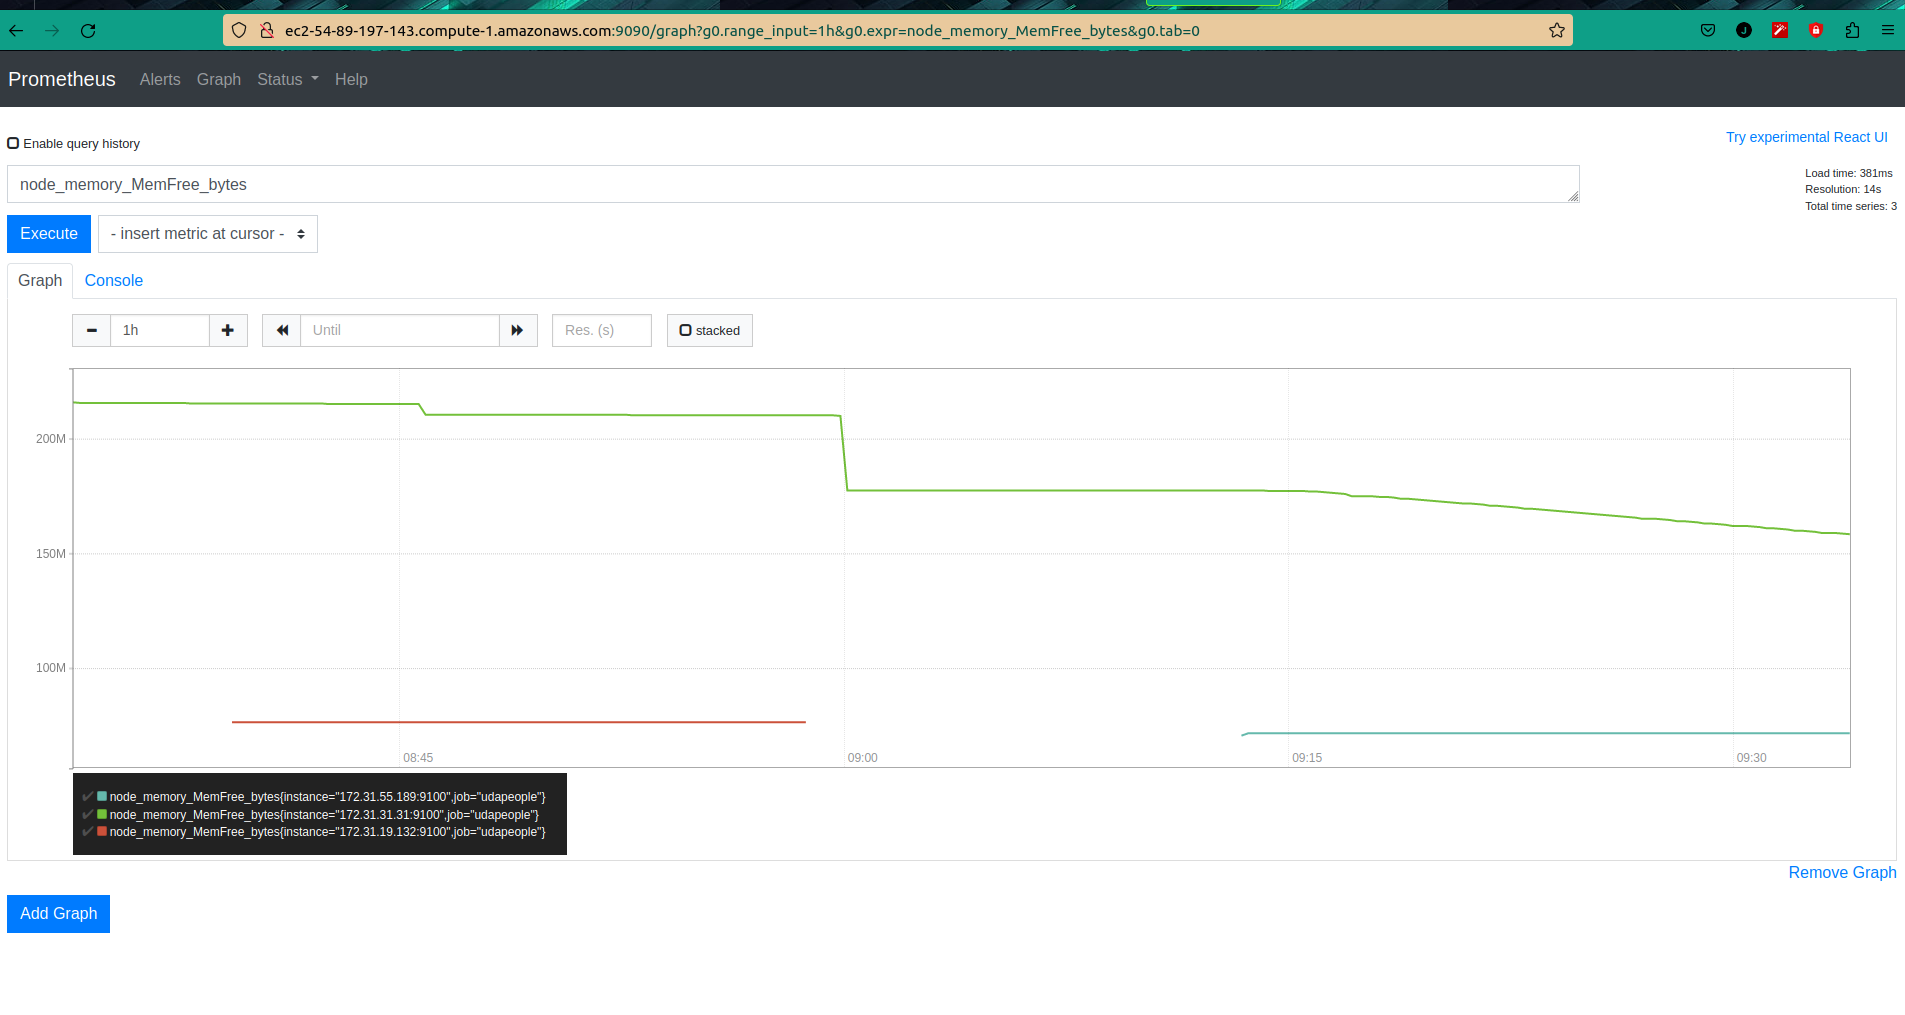 ec2-54-89-197-143.compute-1.amazonaws.com:9090/graph?g0.range_input=1h&g0.expr=node_memory_MemFree_bytes&g0.tab=0
J
Prometheus Alerts Graph Status Help
Enable query history
Try experimental React UI
node_memory_MemFree_bytes
Load time: 381ms
Resolution: 14s
Total time series: 3
Execute - insert metric at cursor -
Graph Console
1h Until Res. (s) stacked
200M
150M
100M
08:45 09:00 09:15 09:30
node_memory_MemFree_bytes{instance="172.31.55.189:9100",job="udapeople"}
node_memory_MemFree_bytes{instance="172.31.31.31:9100",job="udapeople"}
node_memory_MemFree_bytes{instance="172.31.19.132:9100",job="udapeople"}
Remove Graph
Add Graph